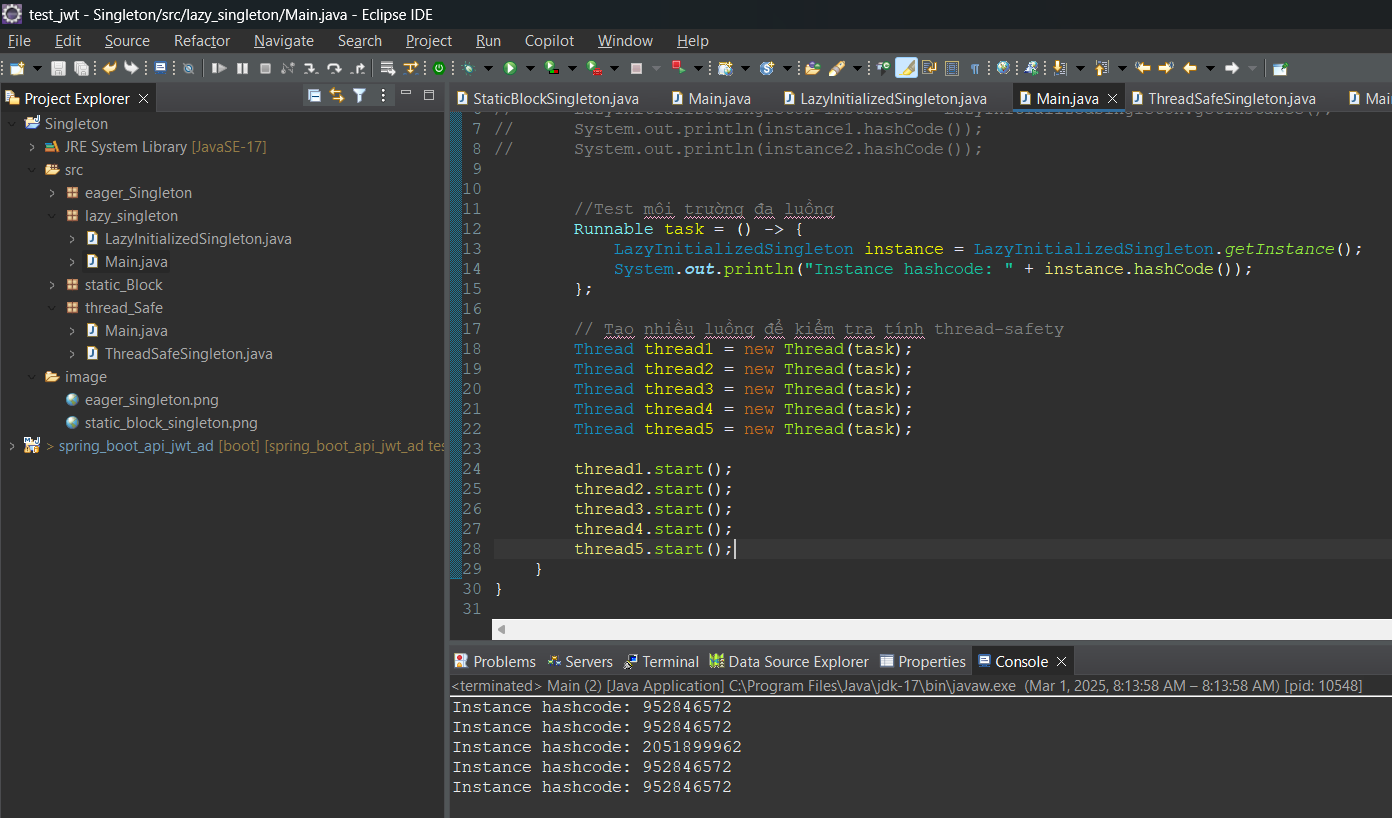 test_jwt - Singleton/src/lazy_singleton/Main.java - Eclipse IDE
File Edit Source Refactor Navigate Search Project Run Copilot Window Help
Project Explorer
Singleton
JRE System Library [JavaSE-17]
src
eager_Singleton
lazy_singleton
LazyInitializedSingleton.java
Main.java
static_Block
thread_Safe
Main.java
ThreadSafeSingleton.java
image
eager_singleton.png
static_block_singleton.png
> spring_boot_api_jwt_ad [boot] [spring_boot_api_jwt_ad tes
StaticBlockSingleton.java Main.java LazyInitializedSingleton.java Main.java ThreadSafeSingleton.java Mai
7 // System.out.println(instance1.hashCode());
8 // System.out.println(instance2.hashCode());
9
10
11 //Test môi trường đa luồng
12 Runnable task = () -> {
13 LazyInitializedSingleton instance = LazyInitializedSingleton.getInstance();
14 System.out.println("Instance hashcode: " + instance.hashCode());
15 };
16
17 // Tạo nhiều luồng để kiểm tra tính thread-safety
18 Thread thread1 = new Thread(task);
19 Thread thread2 = new Thread(task);
20 Thread thread3 = new Thread(task);
21 Thread thread4 = new Thread(task);
22 Thread thread5 = new Thread(task);
23
24 thread1.start();
25 thread2.start();
26 thread3.start();
27 thread4.start();
28 thread5.start();
29 }
30 }
31
Problems Servers Terminal Data Source Explorer Properties Console
<terminated> Main (2) [Java Application] C:\Program Files\Java\jdk-17\bin\javaw.exe (Mar 1, 2025, 8:13:58 AM – 8:13:58 AM) [pid: 10548]
Instance hashcode: 952846572
Instance hashcode: 952846572
Instance hashcode: 2051899962
Instance hashcode: 952846572
Instance hashcode: 952846572